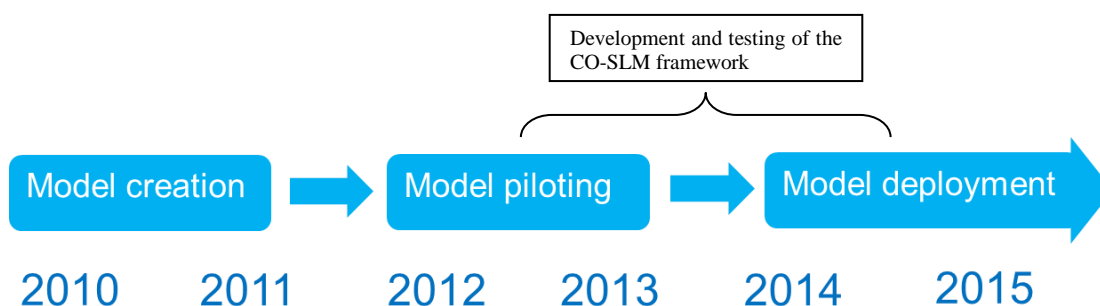 Development and testing of the
CO-SLM framework
Model creation
Model piloting
Model deployment
2010
2011
2012
2013
2014
2015